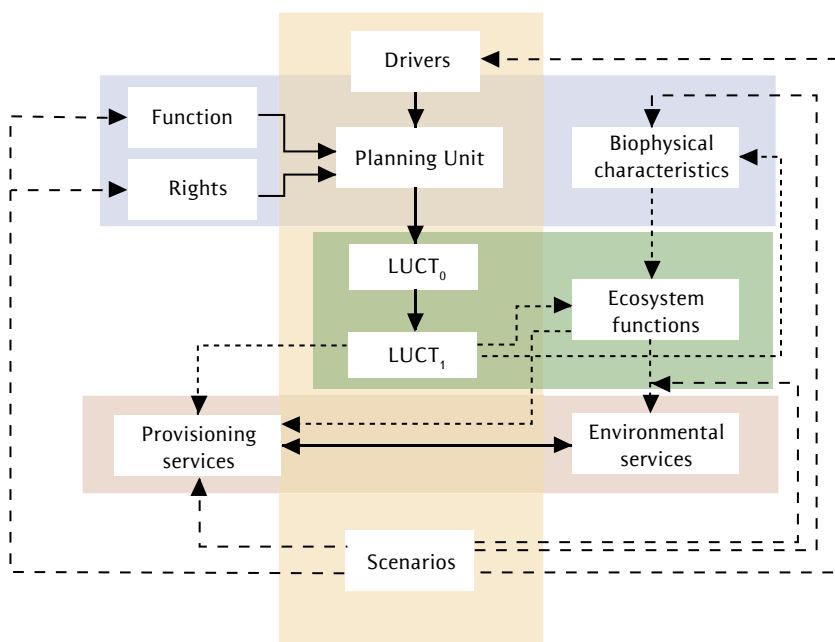 Drivers
Function
Planning Unit
Biophysical
characteristics
Rights
LUCT₀
Ecosystem
functions
LUCT₁
Provisioning
services
Environmental
services
Scenarios